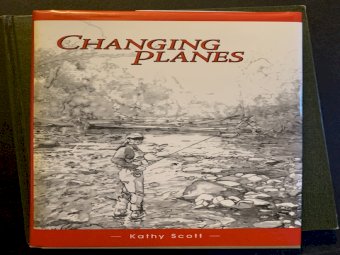 CHANGING
PLANES
— Kathy Scott —